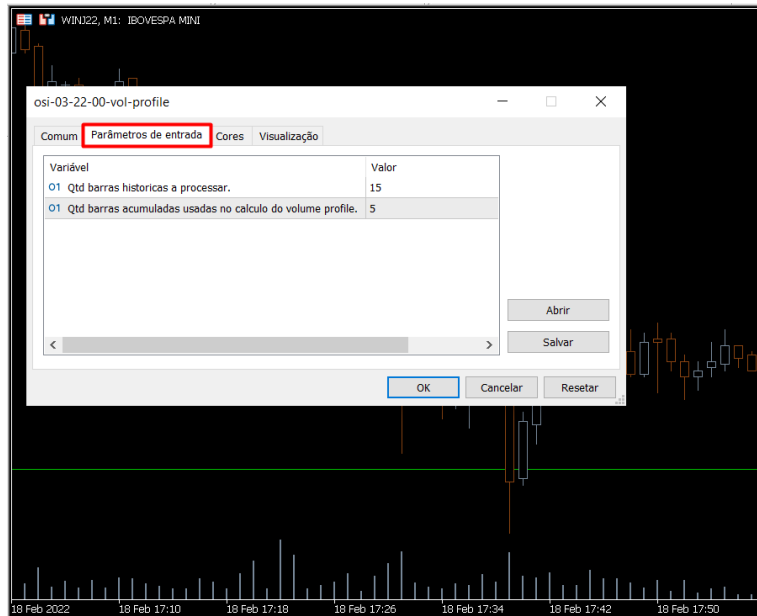 WINJ22, M1: IBOVESPA MINI
osi-03-22-00-vol-profile
Comum Parâmetros de entrada Cores Visualização
Variável Valor
01 Qtd barras historicas a processar. 15
01 Qtd barras acumuladas usadas no calculo do volume profile. 5
Abrir
Salvar
OK Cancelar Resetar
18 Feb 2022 18 Feb 17:10 18 Feb 17:18 18 Feb 17:26 18 Feb 17:34 18 Feb 17:42 18 Feb 17:50